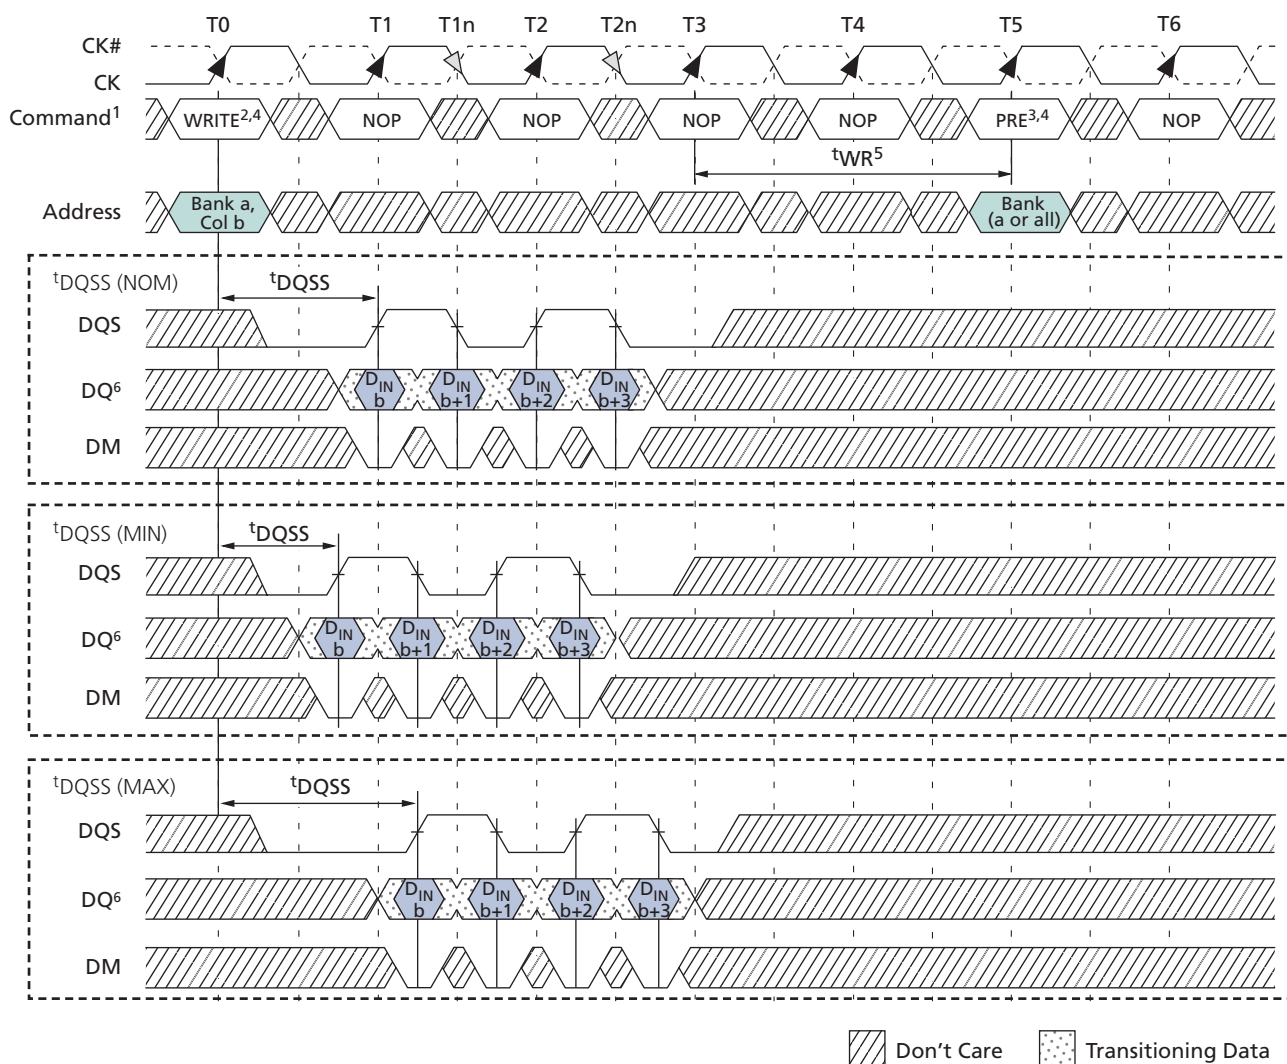 T0 T1 T1n T2 T2n T3 T4 T5 T6
CK#
CK
Command1 WRITE2,4 NOP NOP NOP NOP PRE3,4 NOP
tWR5
Address Bank a, Col b Bank (a or all)
tDQSS (NOM) tDQSS
DQS
DQ6 DIN b DIN b+1 DIN b+2 DIN b+3
DM
tDQSS (MIN) tDQSS
DQS
DQ6 DIN b DIN b+1 DIN b+2 DIN b+3
DM
tDQSS (MAX) tDQSS
DQS
DQ6 DIN b DIN b+1 DIN b+2 DIN b+3
DM
Don't Care Transitioning Data